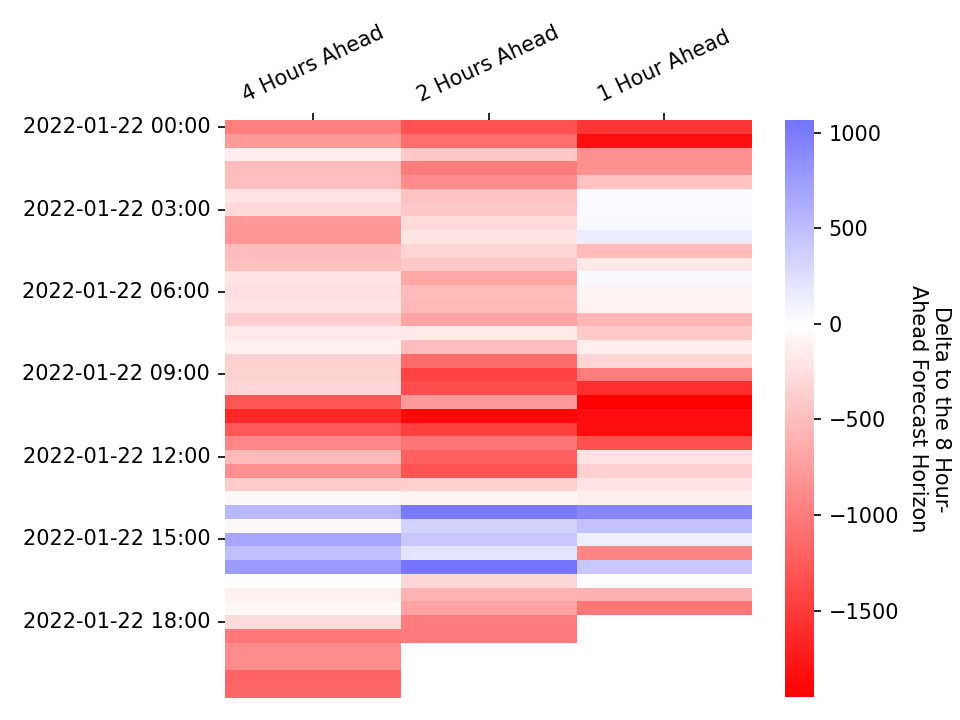 4 Hours Ahead
2 Hours Ahead
1 Hour Ahead
2022-01-22 00:00
2022-01-22 03:00
2022-01-22 06:00
2022-01-22 09:00
2022-01-22 12:00
2022-01-22 15:00
2022-01-22 18:00
1000
500
0
−500
−1000
−1500
Delta to the 8 Hour-
Ahead Forecast Horizon